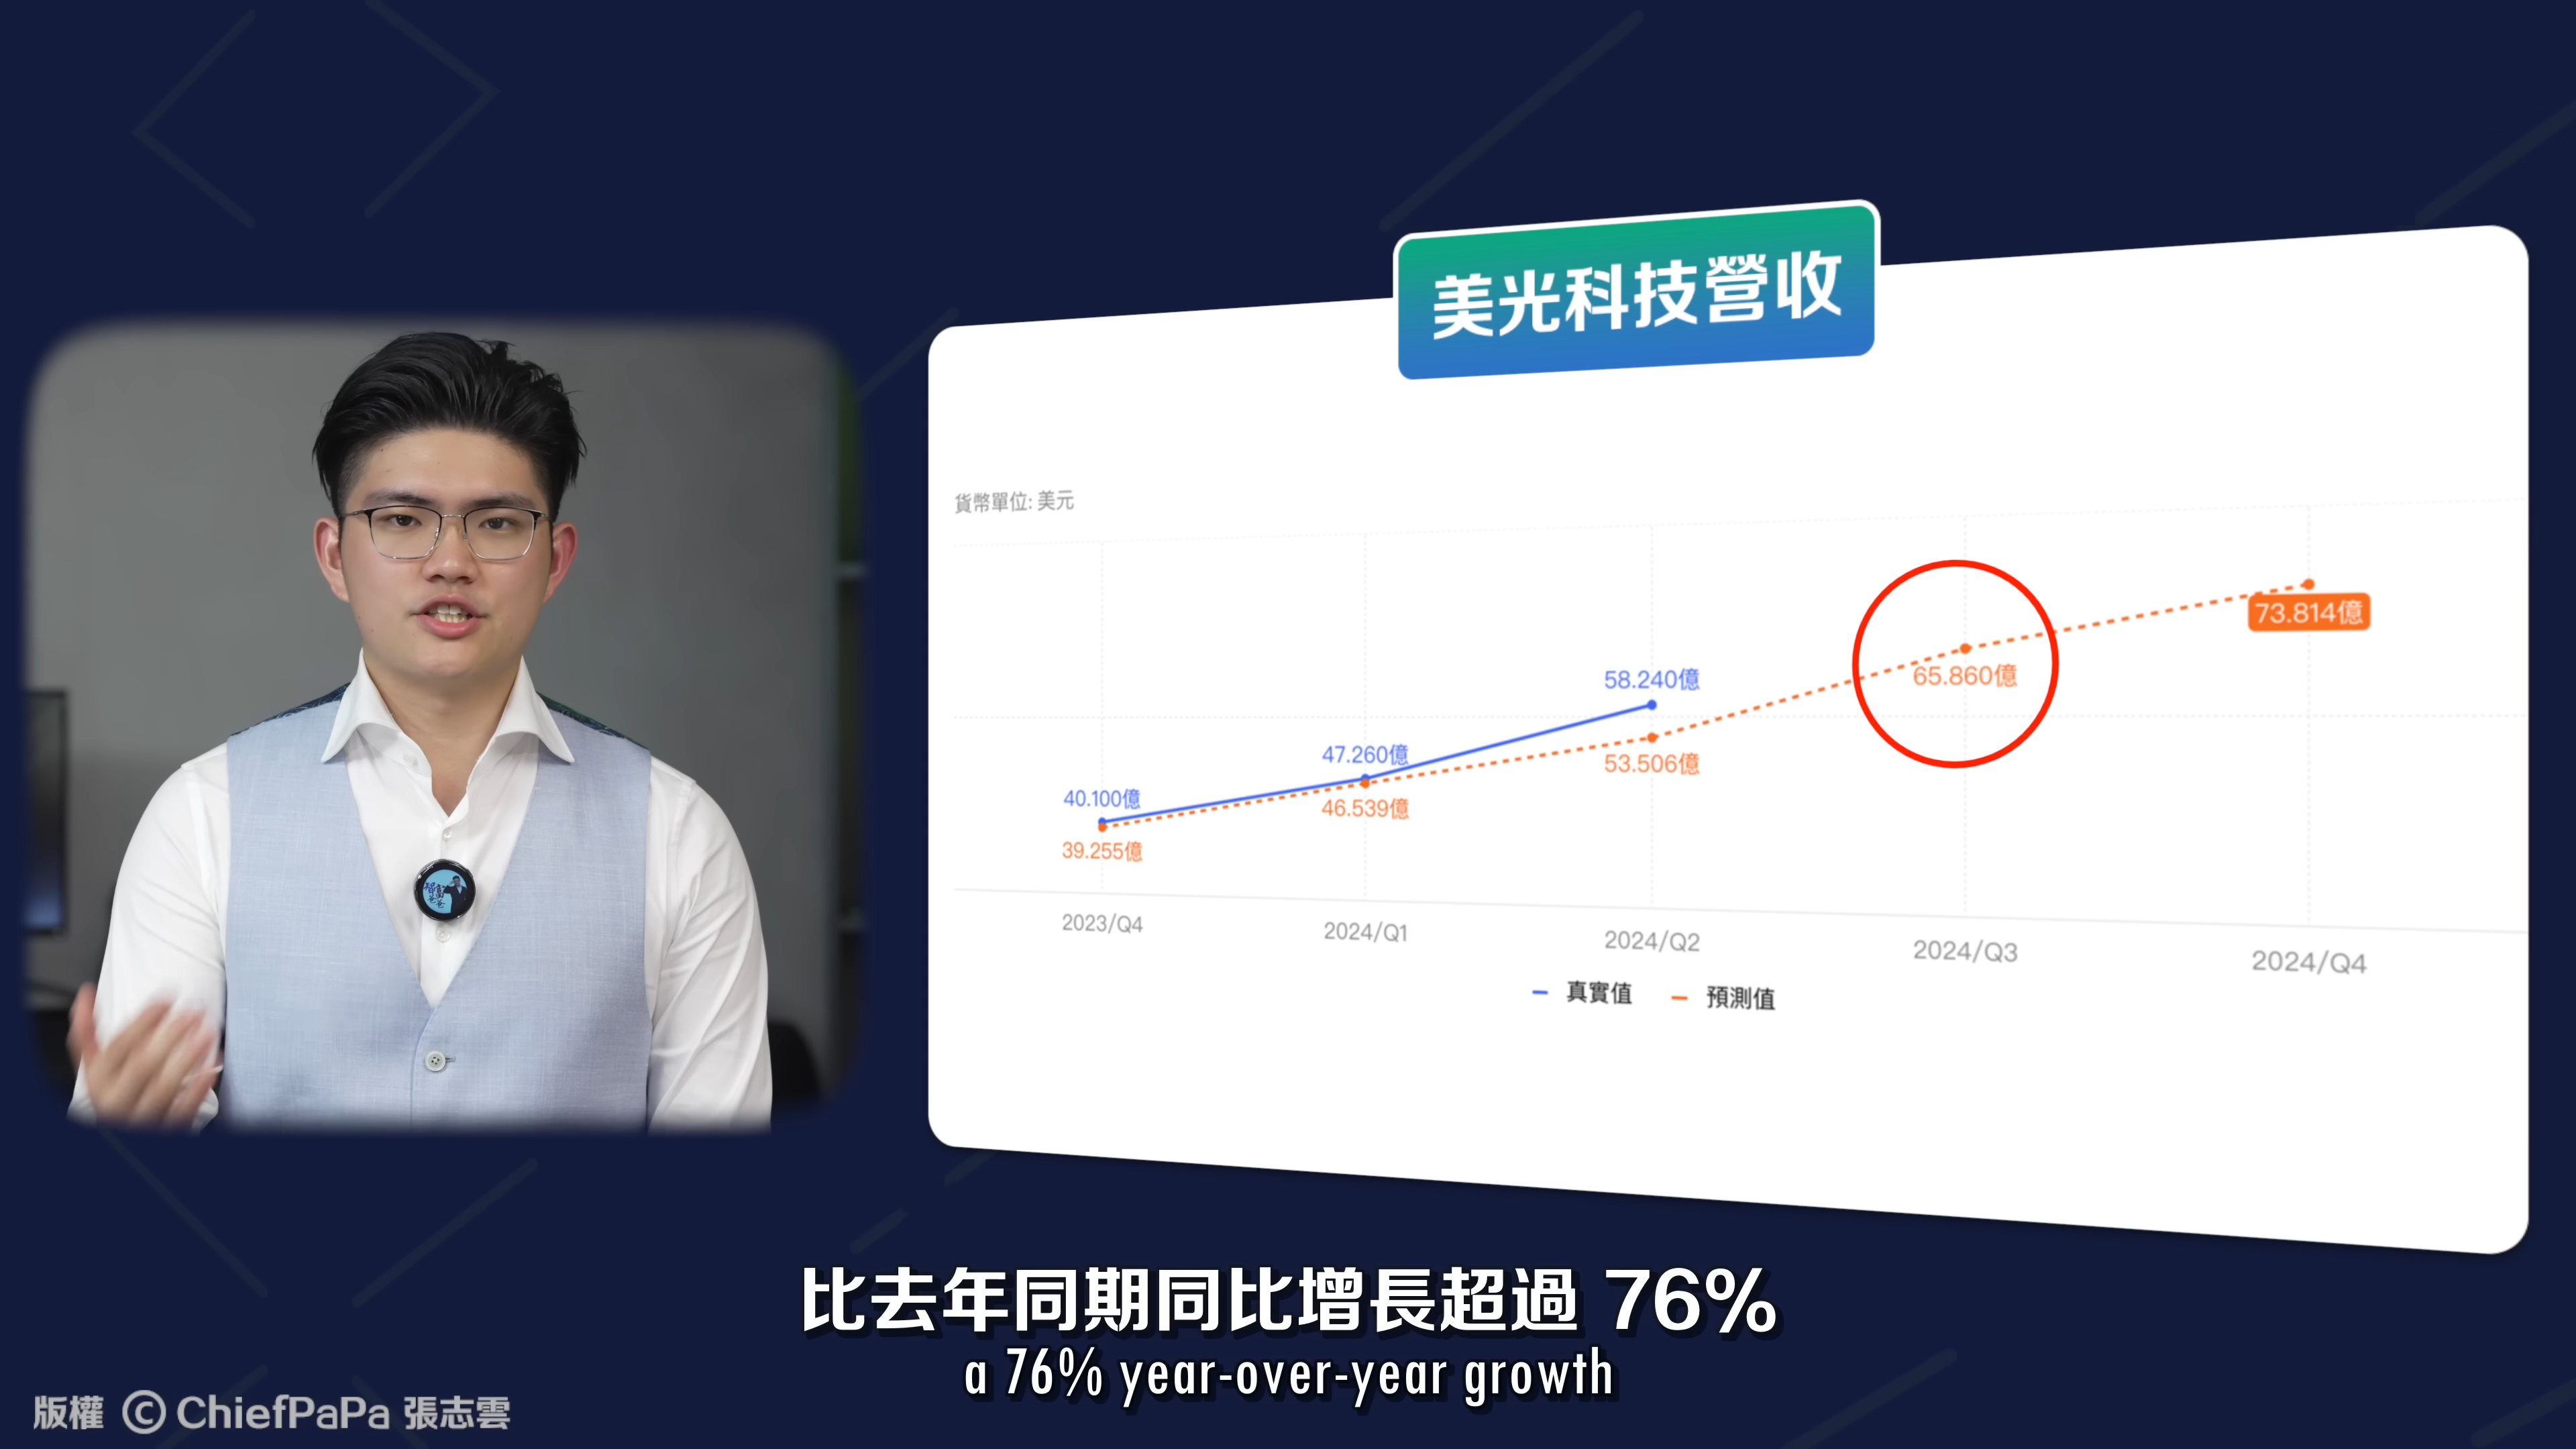 美光科技營收
貨幣單位: 美元
73.814億
58.240億
65.860億
47.260億
53.506億
40.100億
46.539億
39.255億
2023/Q4
2024/Q1
2024/Q2
2024/Q3
2024/Q4
真實值
預測值
比去年同期同比增長超過 76%
a 76% year-over-year growth
版權 © ChiefPaPa 張志雲